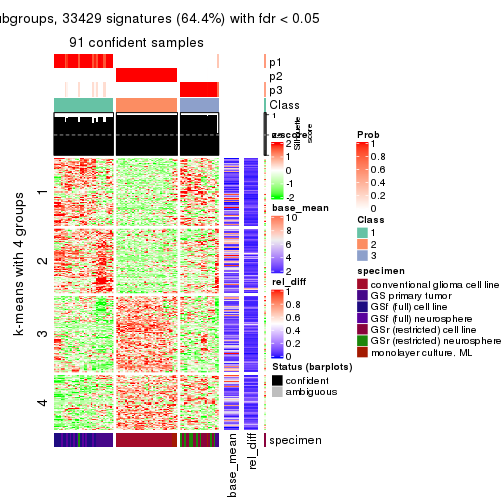 ubgroups, 33429 signatures (64.4%) with fdr < 0.05
91 confident samples
p1
p2
p3
Class
1
Silhouette
score
k-means with 4 groups
1
2
3
4
specimen
base_mean
rel_diff
z-score
2
1
0
-1
-2
base_mean
10
8
6
4
2
rel_diff
1
0.8
0.6
0.4
0.2
0
Status (barplots)
confident
ambiguous
Prob
1
0.8
0.6
0.4
0.2
0
Class
1
2
3
specimen
conventional glioma cell line
GS primary tumor
GSf (full) cell line
GSf (full) neurosphere
GSr (restricted) cell line
GSr (restricted) neurosphere
monolayer culture. ML